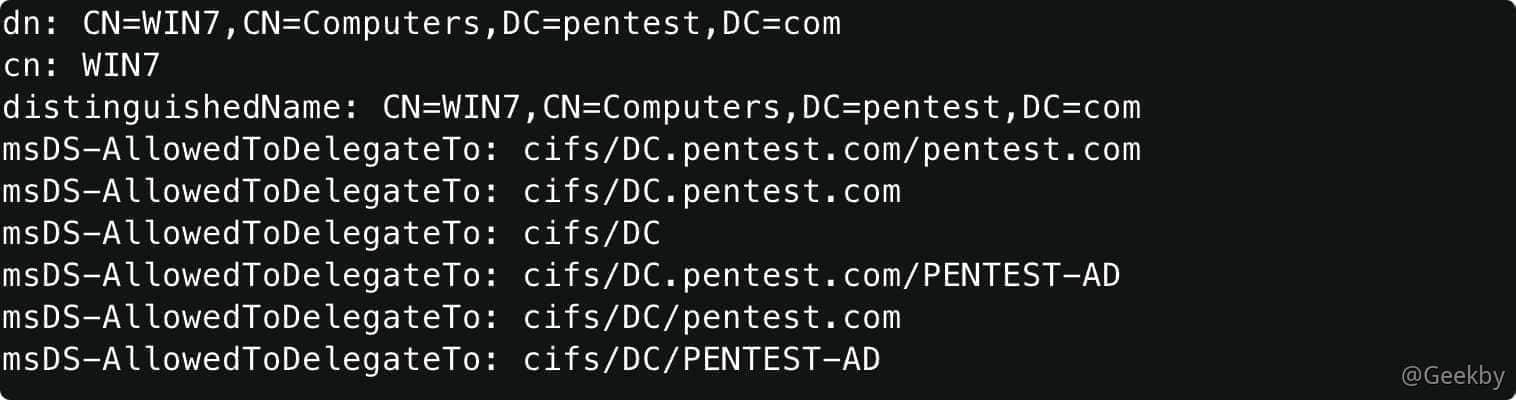 dn: CN=WIN7,CN=Computers,DC=pentest,DC=com
cn: WIN7
distinguishedName: CN=WIN7,CN=Computers,DC=pentest,DC=com
msDS-AllowedToDelegateTo: cifs/DC.pentest.com/pentest.com
msDS-AllowedToDelegateTo: cifs/DC.pentest.com
msDS-AllowedToDelegateTo: cifs/DC
msDS-AllowedToDelegateTo: cifs/DC.pentest.com/PENTEST-AD
msDS-AllowedToDelegateTo: cifs/DC/pentest.com
msDS-AllowedToDelegateTo: cifs/DC/PENTEST-AD
@Geekby